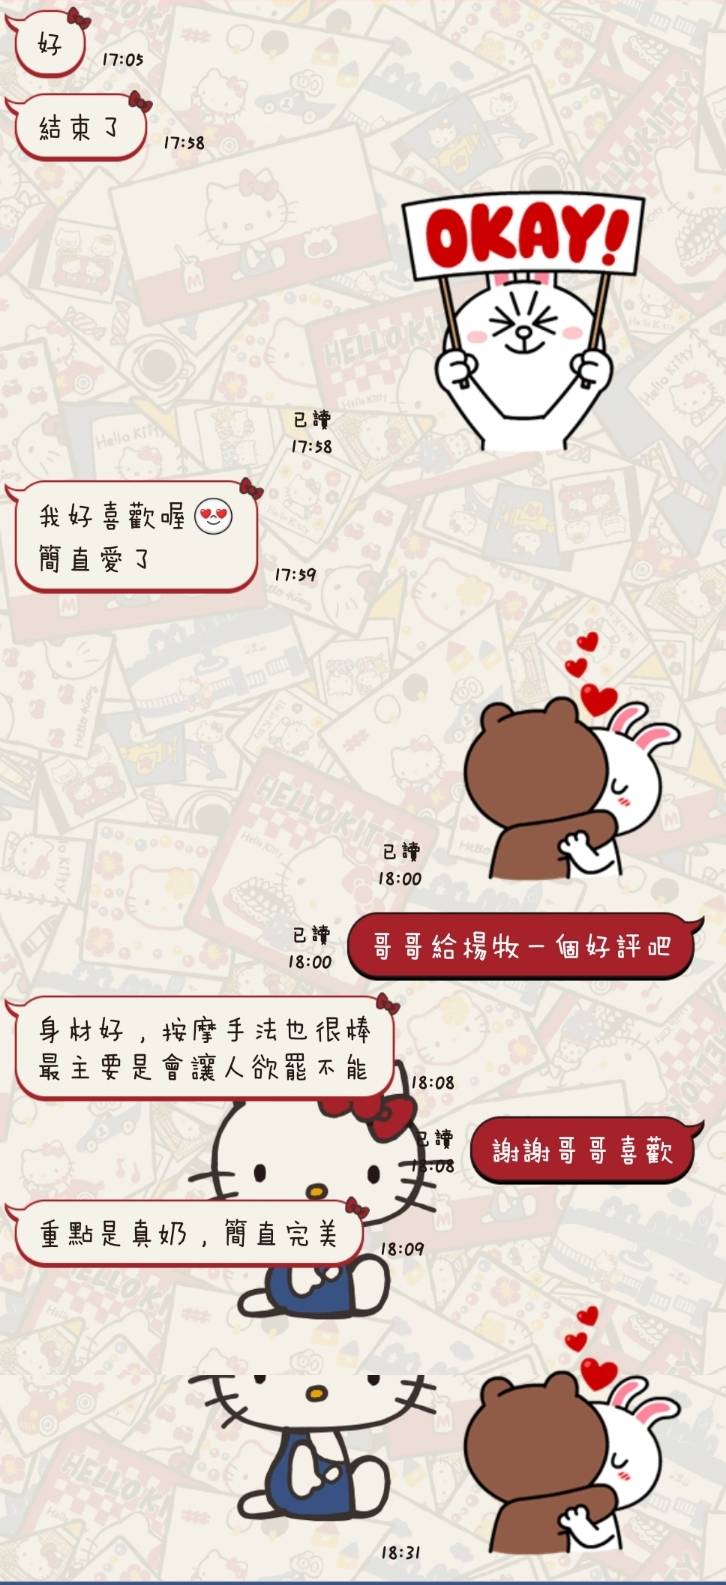 好
17:05
結束了
17:58
OKAY!
已讀
17:58
我好喜歡喔
簡直愛了
17:59
已讀
18:00
已讀
18:00
哥哥給楊牧一個好評吧
身材好，按摩手法也很棒
最主要是會讓人欲罷不能
18:08
已讀
18:08
謝謝哥哥喜歡
重點是真奶，簡直完美
18:09
18:31